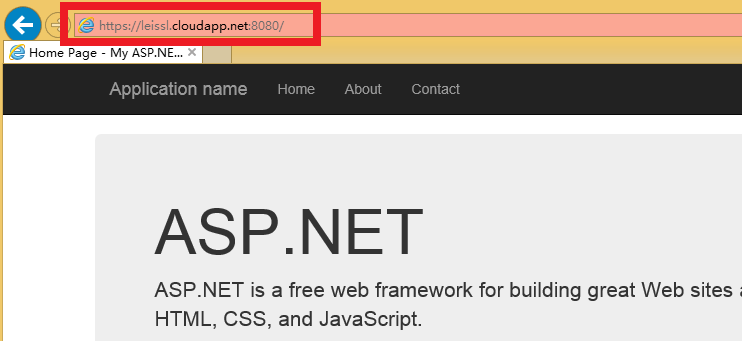 https://leissl.cloudapp.net:8080/
Home Page - My ASP.NE...
Application name Home About Contact
ASP.NET
ASP.NET is a free web framework for building great Web sites a
HTML, CSS, and JavaScript.